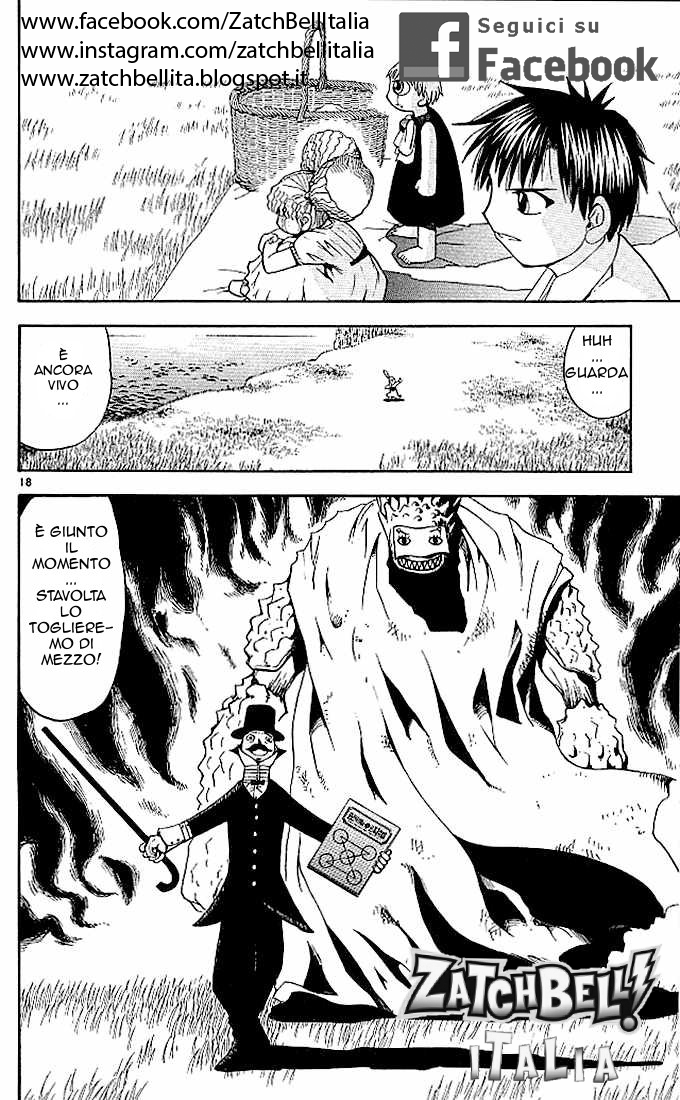 www.facebook.com/ZatchBellItalia
www.instagram.com/zatchbellitalia
www.zatchbellita.blogspot.it
Seguici su
Facebook
HUH
...
GUARDA
...
È
ANCORA
VIVO
...
18
È GIUNTO
IL
MOMENTO
...
STAVOLTA
LO
TOGLIERE-
MO DI
MEZZO!
ZATCHBELL!
iTALiA